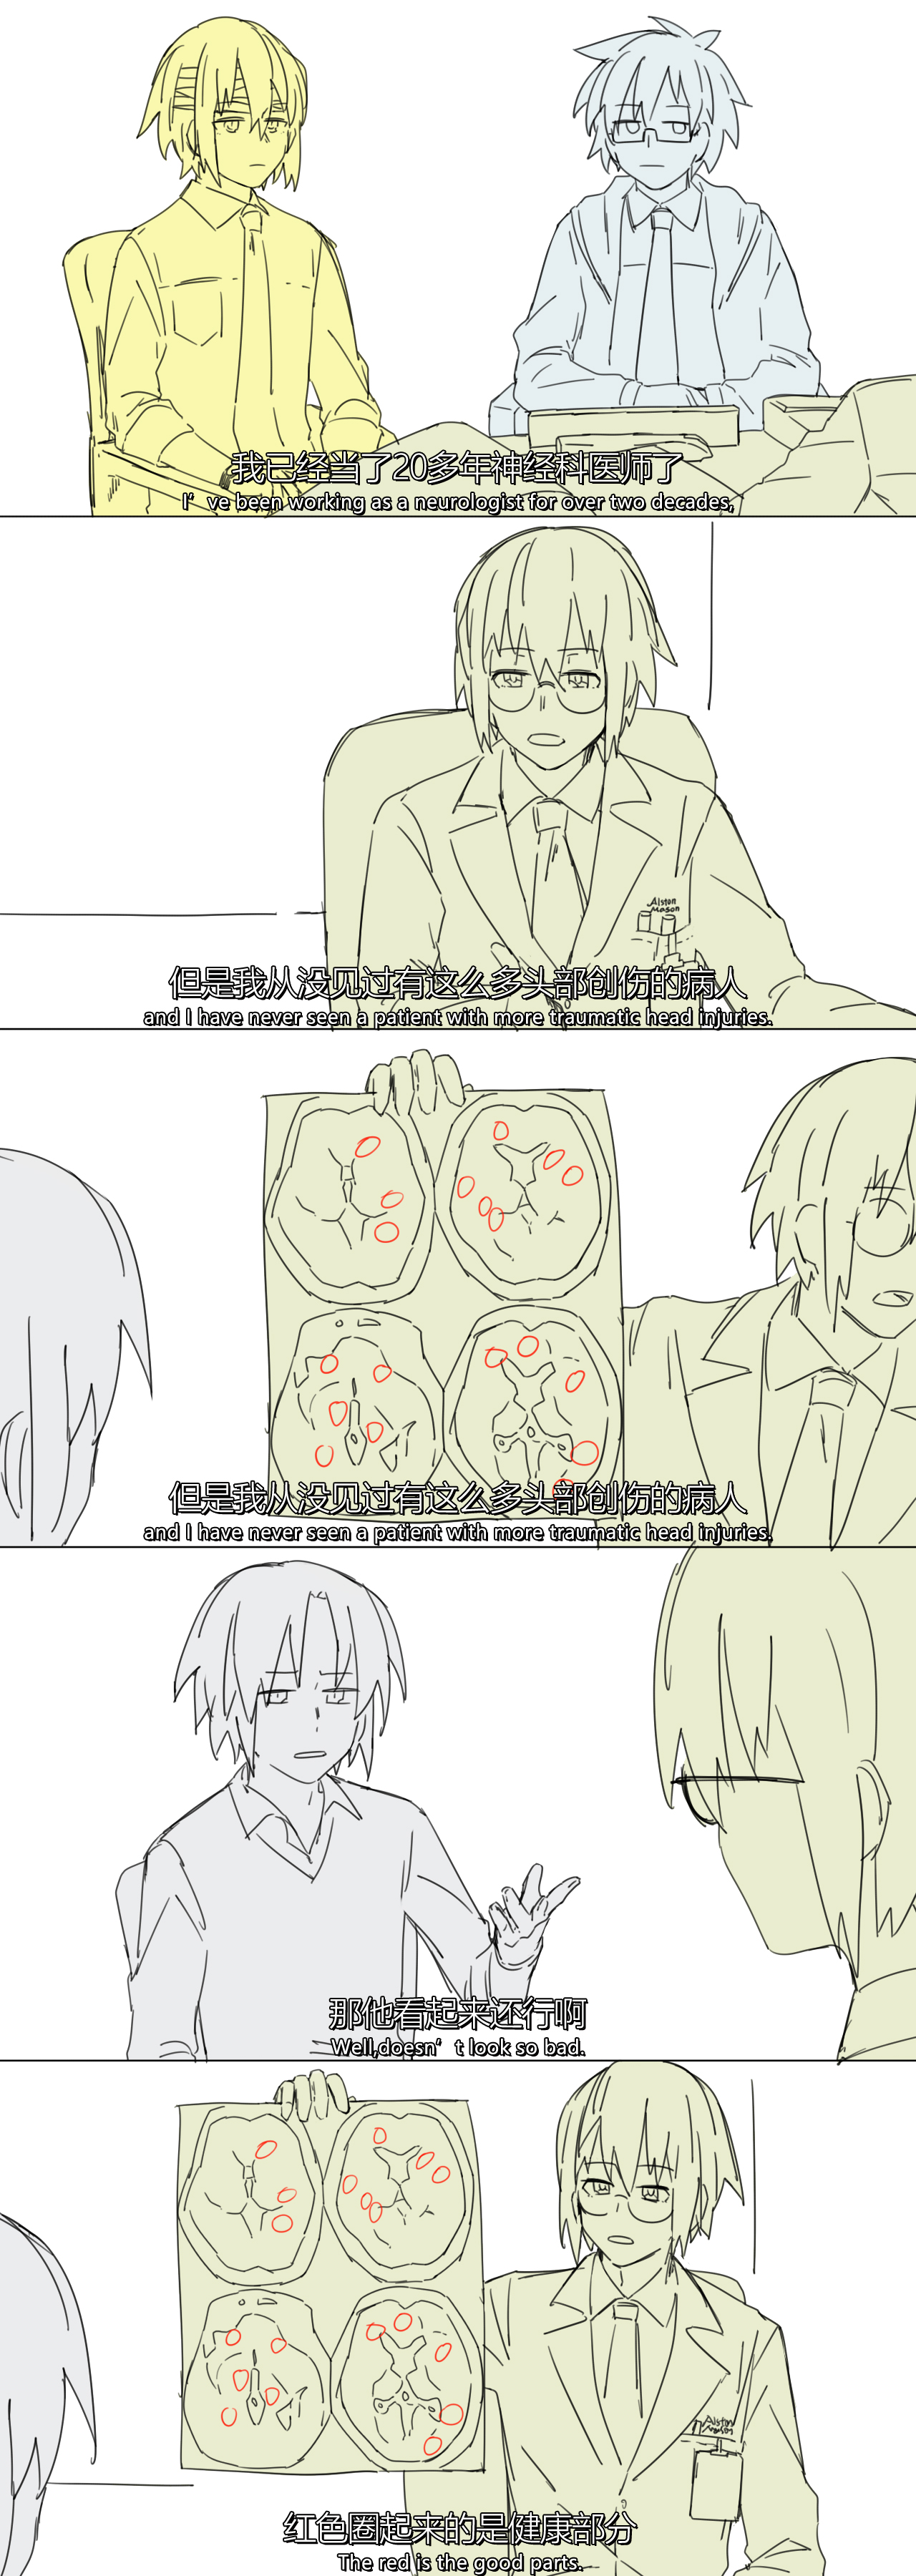 我已经当了20多年神经科医师了
I've been working as a neurologist for over two decades,
Alston
Mason
但是我从没见过有这么多头部创伤的病人
and I have never seen a patient with more traumatic head injuries.
但是我从没见过有这么多头部创伤的病人
and I have never seen a patient with more traumatic head injuries.
那他看起来还行啊
Well,doesn't look so bad.
Alston
Mason
红色圈起来的是健康部分
The red is the good parts.